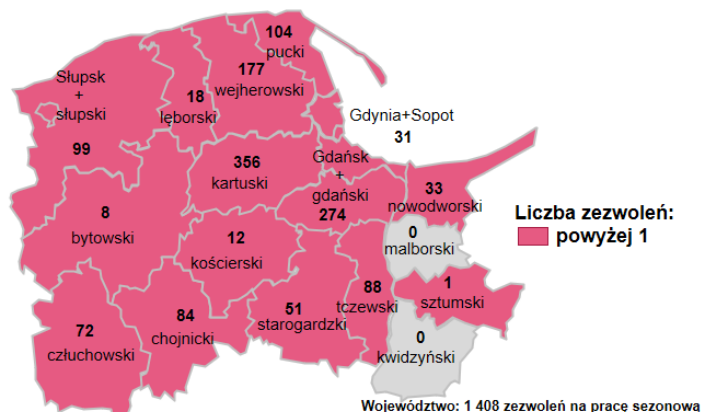 104
pucki
177
wejherowski
Słupsk
+
słupski
99
18
lęborski
Gdynia+Sopot
31
356
kartuski
Gdańsk
+
gdański
274
33
nowodworski
Liczba zezwoleń:
powyżej 1
8
bytowski
12
kościerski
0
malborski
88
tczewski
1
sztumski
72
człuchowski
84
chojnicki
51
starogardzki
0
kwidzyński
Województwo: 1 408 zezwoleń na pracę sezonową